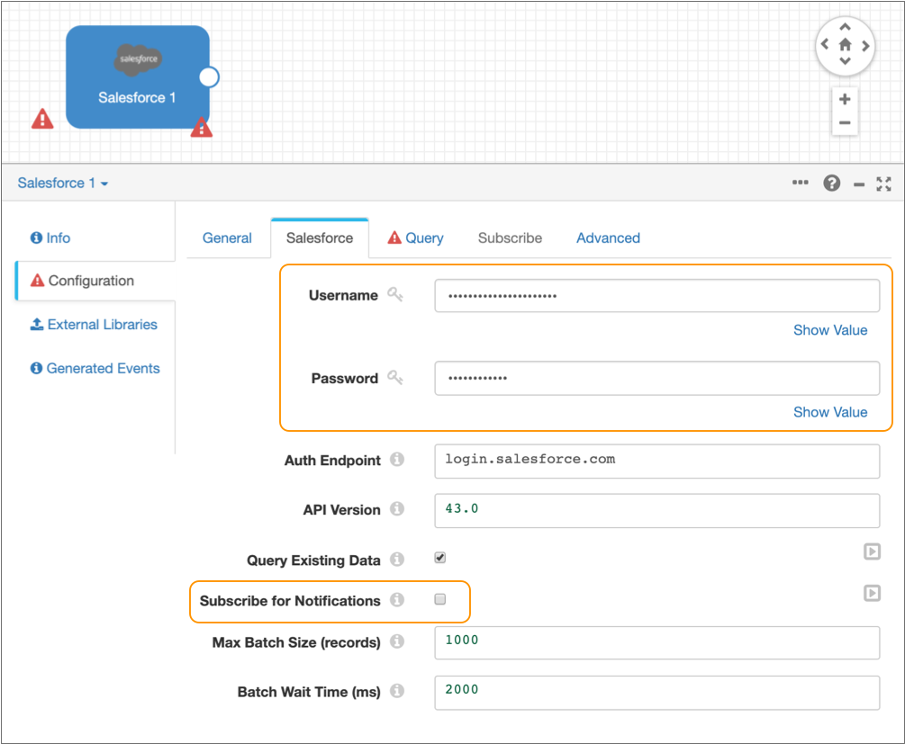 salesforce
Salesforce 1
Salesforce 1
Info
Configuration
External Libraries
Generated Events
General Salesforce Query Subscribe Advanced
Username ••••••••••••••••••••••
Show Value
Password ••••••••••••
Show Value
Auth Endpoint login.salesforce.com
API Version 43.0
Query Existing Data
Subscribe for Notifications
Max Batch Size (records) 1000
Batch Wait Time (ms) 2000